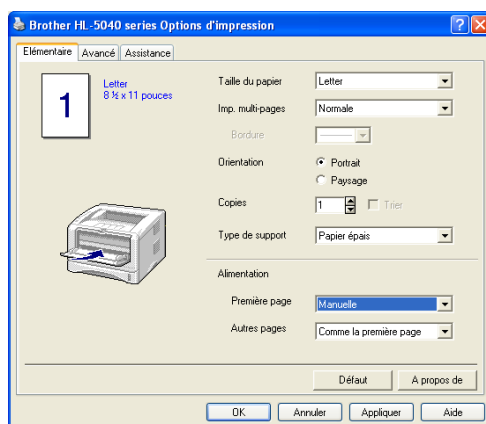 Brother HL-5040 series Options d'impression
Elémentaire Avancé Assistance
1
Letter
8 ½ x 11 pouces
Taille du papier Letter
Imp. multi-pages Normale
Bordure
Orientation Portrait
Paysage
Copies 1 Trier
Type de support Papier épais
Alimentation
Première page Manuelle
Autres pages Comme la première page
Défaut A propos de
OK Annuler Appliquer Aide